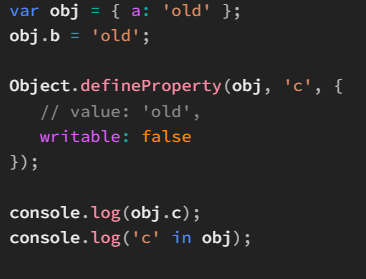 var obj = { a: 'old' };
obj.b = 'old';
Object.defineProperty(obj, 'c', {
   // value: 'old',
   writable: false
});
console.log(obj.c);
console.log('c' in obj);